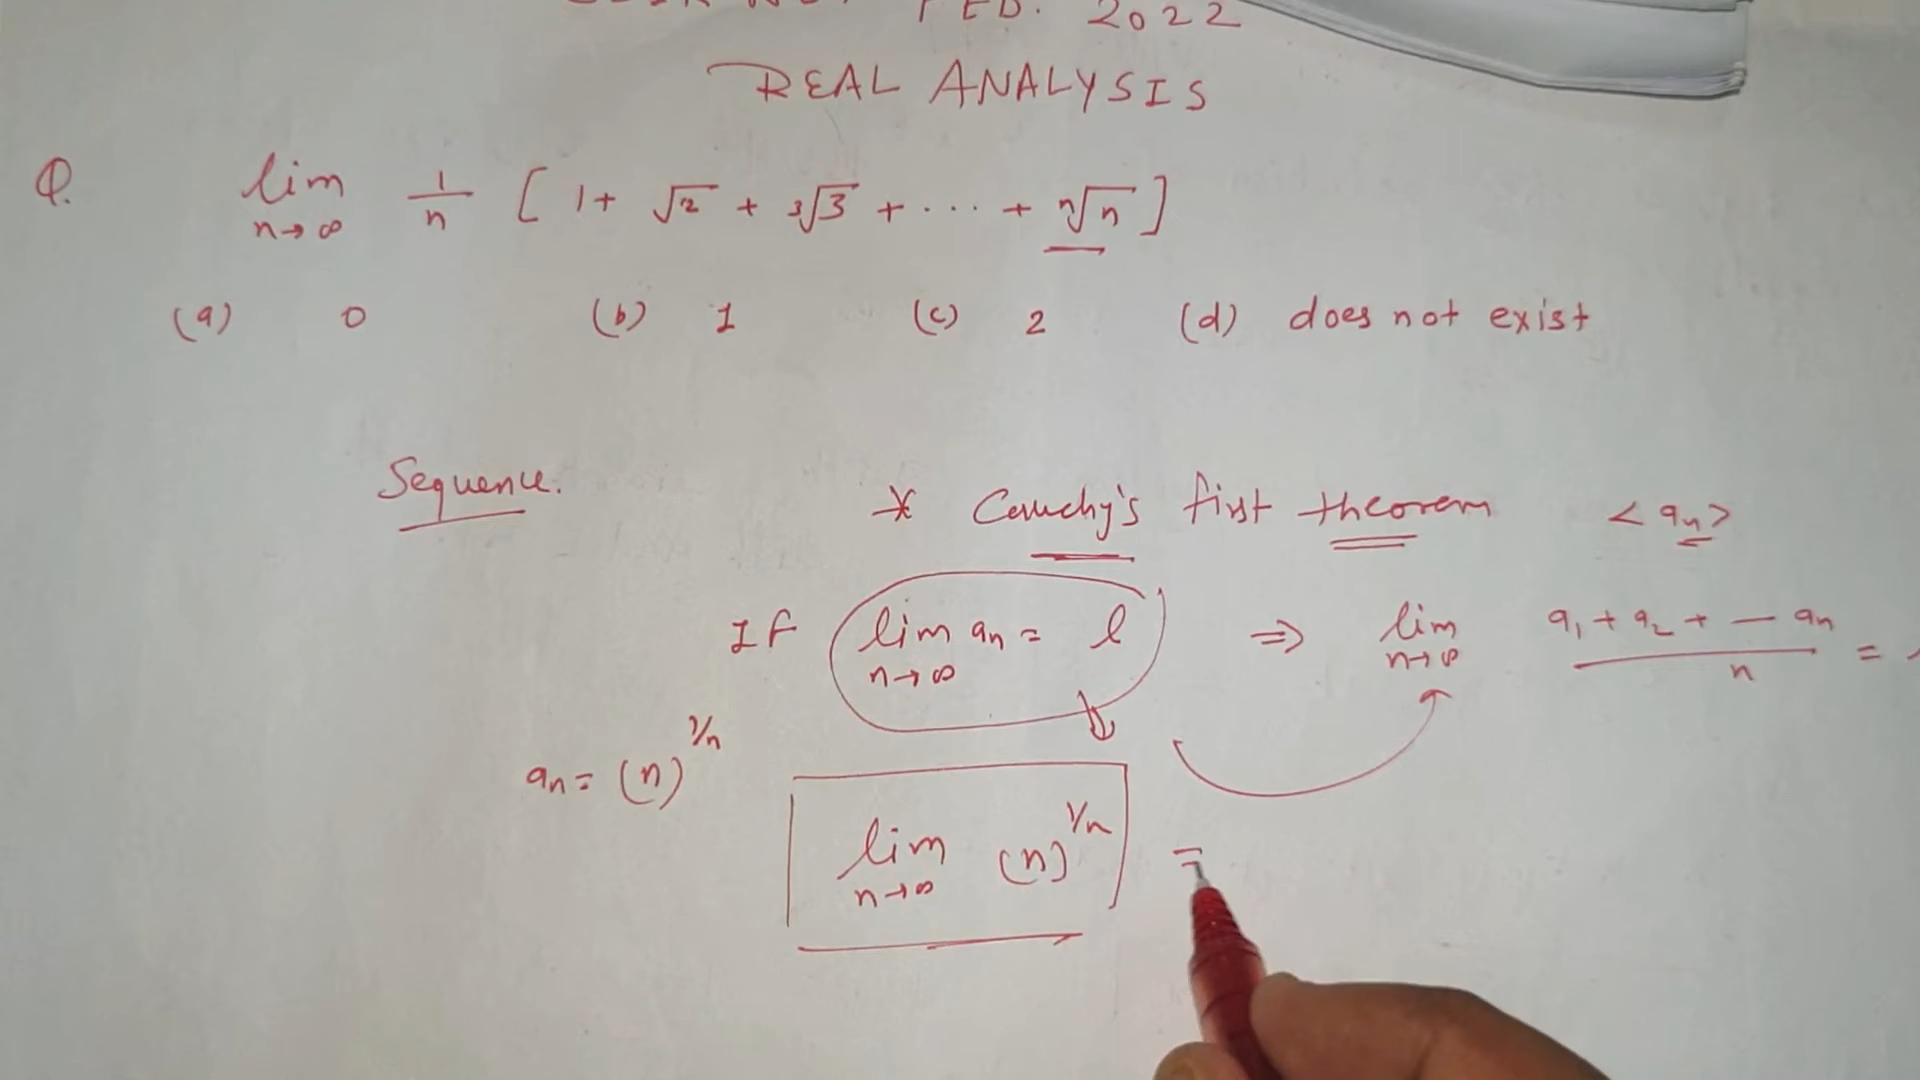 FEB. 2022
REAL ANALYSIS
Q. lim n→∞ 1/n [ 1 + √2 + ³√3 + ··· + ⁿ√n ]
(a) 0 (b) 1 (c) 2 (d) does not exist
Sequence.
* Cauchy's first theorem < aₙ >
If lim n→∞ aₙ = l ⇒ lim n→∞ a₁ + a₂ + — aₙ / n =
aₙ = (n)^1/n
lim n→∞ (n)^1/n =